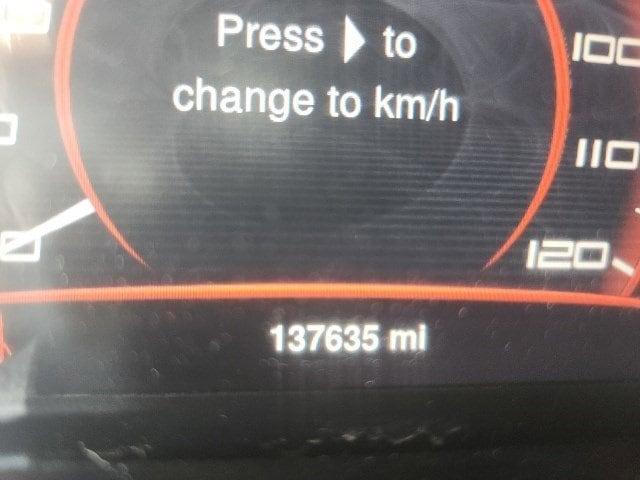 Press ▶ to
change to km/h
100
110
120
137635 mi